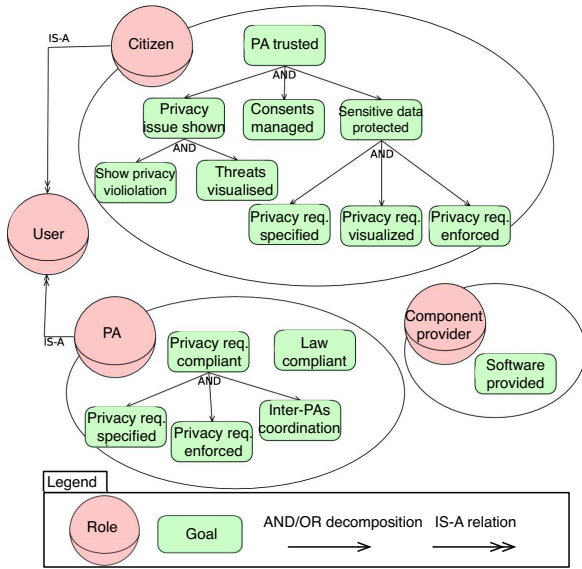 IS-A
Citizen
PA trusted
AND
Privacy
issue shown
Consents
managed
Sensitive data
protected
AND
AND
Show privacy
violiolation
Threats
visualised
Privacy req.
specified
Privacy req.
visualized
Privacy req.
enforced
User
IS-A
PA
Privacy req.
compliant
Law
compliant
AND
Privacy req.
specified
Privacy req.
enforced
Inter-PAs
coordination
Component
provider
Software
provided
Legend
Role
Goal
AND/OR decomposition
IS-A relation